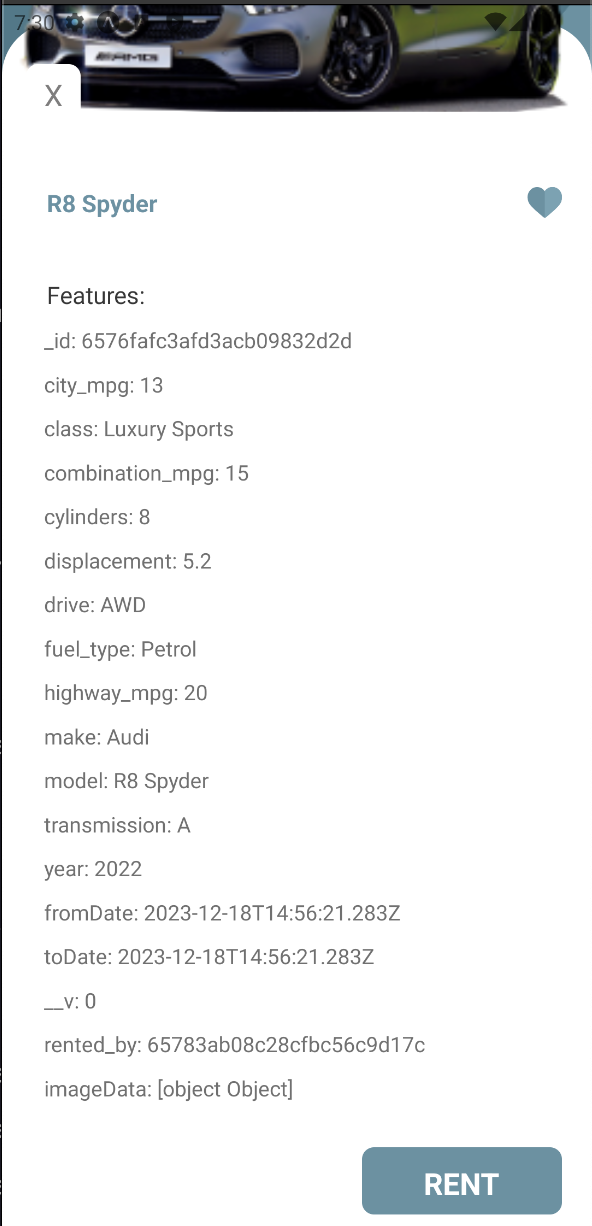 7:30
AMG
X
R8 Spyder
Features:
_id: 6576fafc3afd3acb09832d2d
city_mpg: 13
class: Luxury Sports
combination_mpg: 15
cylinders: 8
displacement: 5.2
drive: AWD
fuel_type: Petrol
highway_mpg: 20
make: Audi
model: R8 Spyder
transmission: A
year: 2022
fromDate: 2023-12-18T14:56:21.283Z
toDate: 2023-12-18T14:56:21.283Z
__v: 0
rented_by: 65783ab08c28cfbc56c9d17c
imageData: [object Object]
RENT